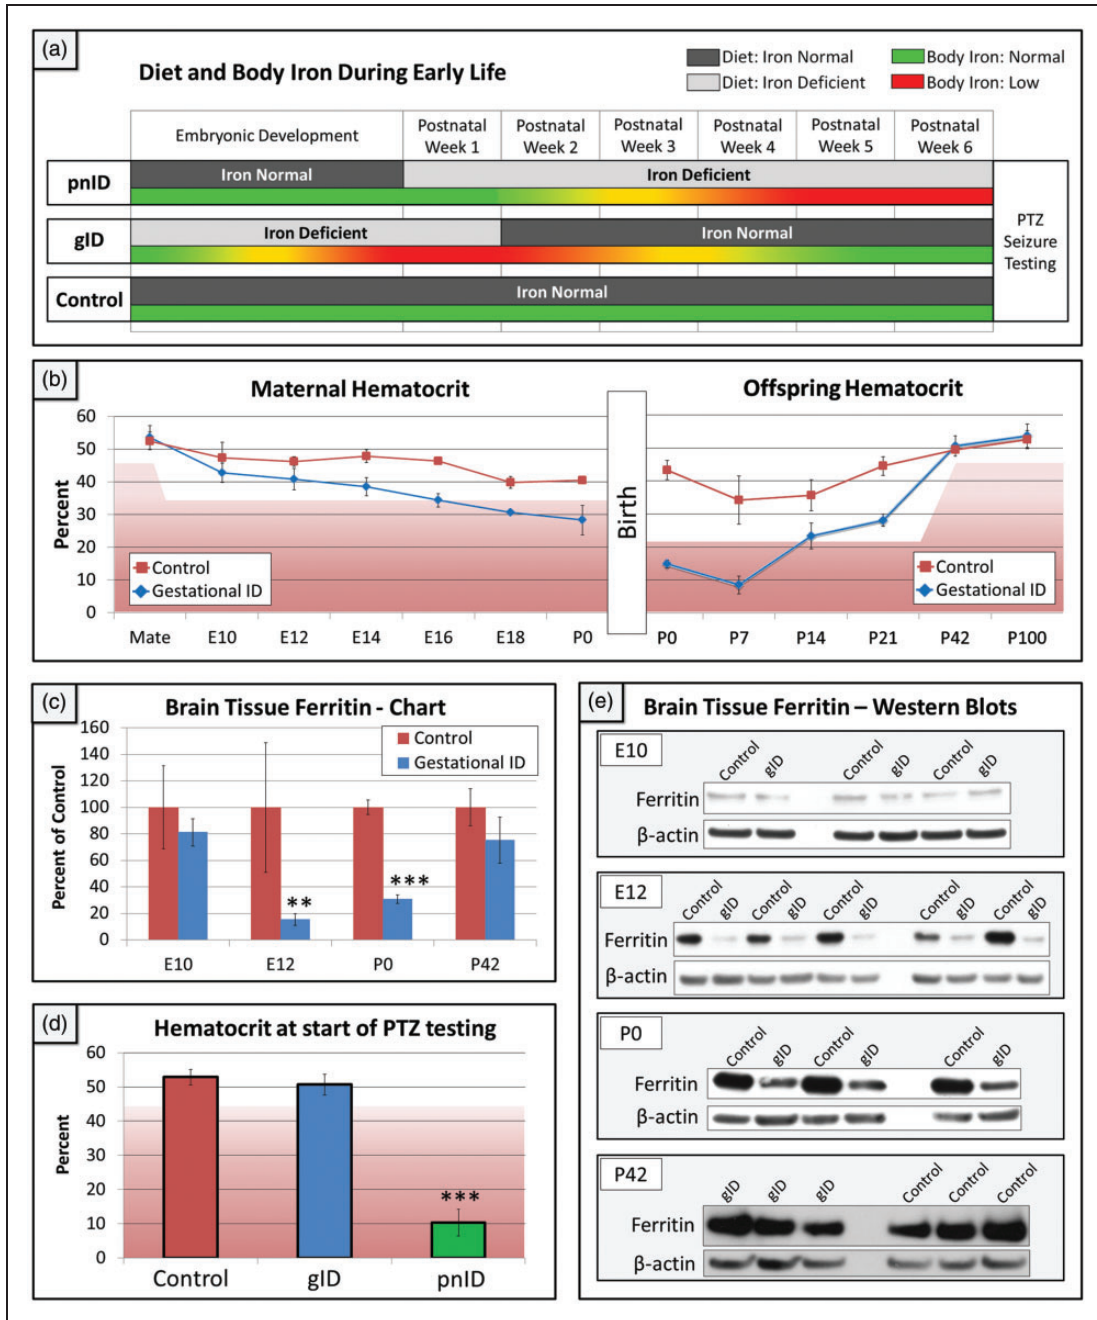 (a)
Diet and Body Iron During Early Life
Diet: Iron Normal
Body Iron: Normal
Diet: Iron Deficient
Body Iron: Low
Embryonic Development
Postnatal Week 1
Postnatal Week 2
Postnatal Week 3
Postnatal Week 4
Postnatal Week 5
Postnatal Week 6
pnID
Iron Normal
Iron Deficient
gID
Iron Deficient
Iron Normal
Control
Iron Normal
PTZ
Seizure
Testing
(b)
Maternal Hematocrit
Offspring Hematocrit
Percent
60
50
40
30
20
10
0
Control
Gestational ID
Birth
Control
Gestational ID
Mate E10 E12 E14 E16 E18 P0
P0 P7 P14 P21 P42 P100
(c)
Brain Tissue Ferritin - Chart
Percent of Control
160
140
120
100
80
60
40
20
0
Control
Gestational ID
**
***
E10 E12 P0 P42
(d)
Hematocrit at start of PTZ testing
Percent
60
50
40
30
20
10
0
***
Control gID pnID
(e)
Brain Tissue Ferritin – Western Blots
E10
Control gID Control gID Control gID
Ferritin
β-actin
E12
Control gID Control gID Control gID Control gID Control gID
Ferritin
β-actin
P0
Control gID Control gID Control gID
Ferritin
β-actin
P42
gID gID gID Control Control Control
Ferritin
β-actin